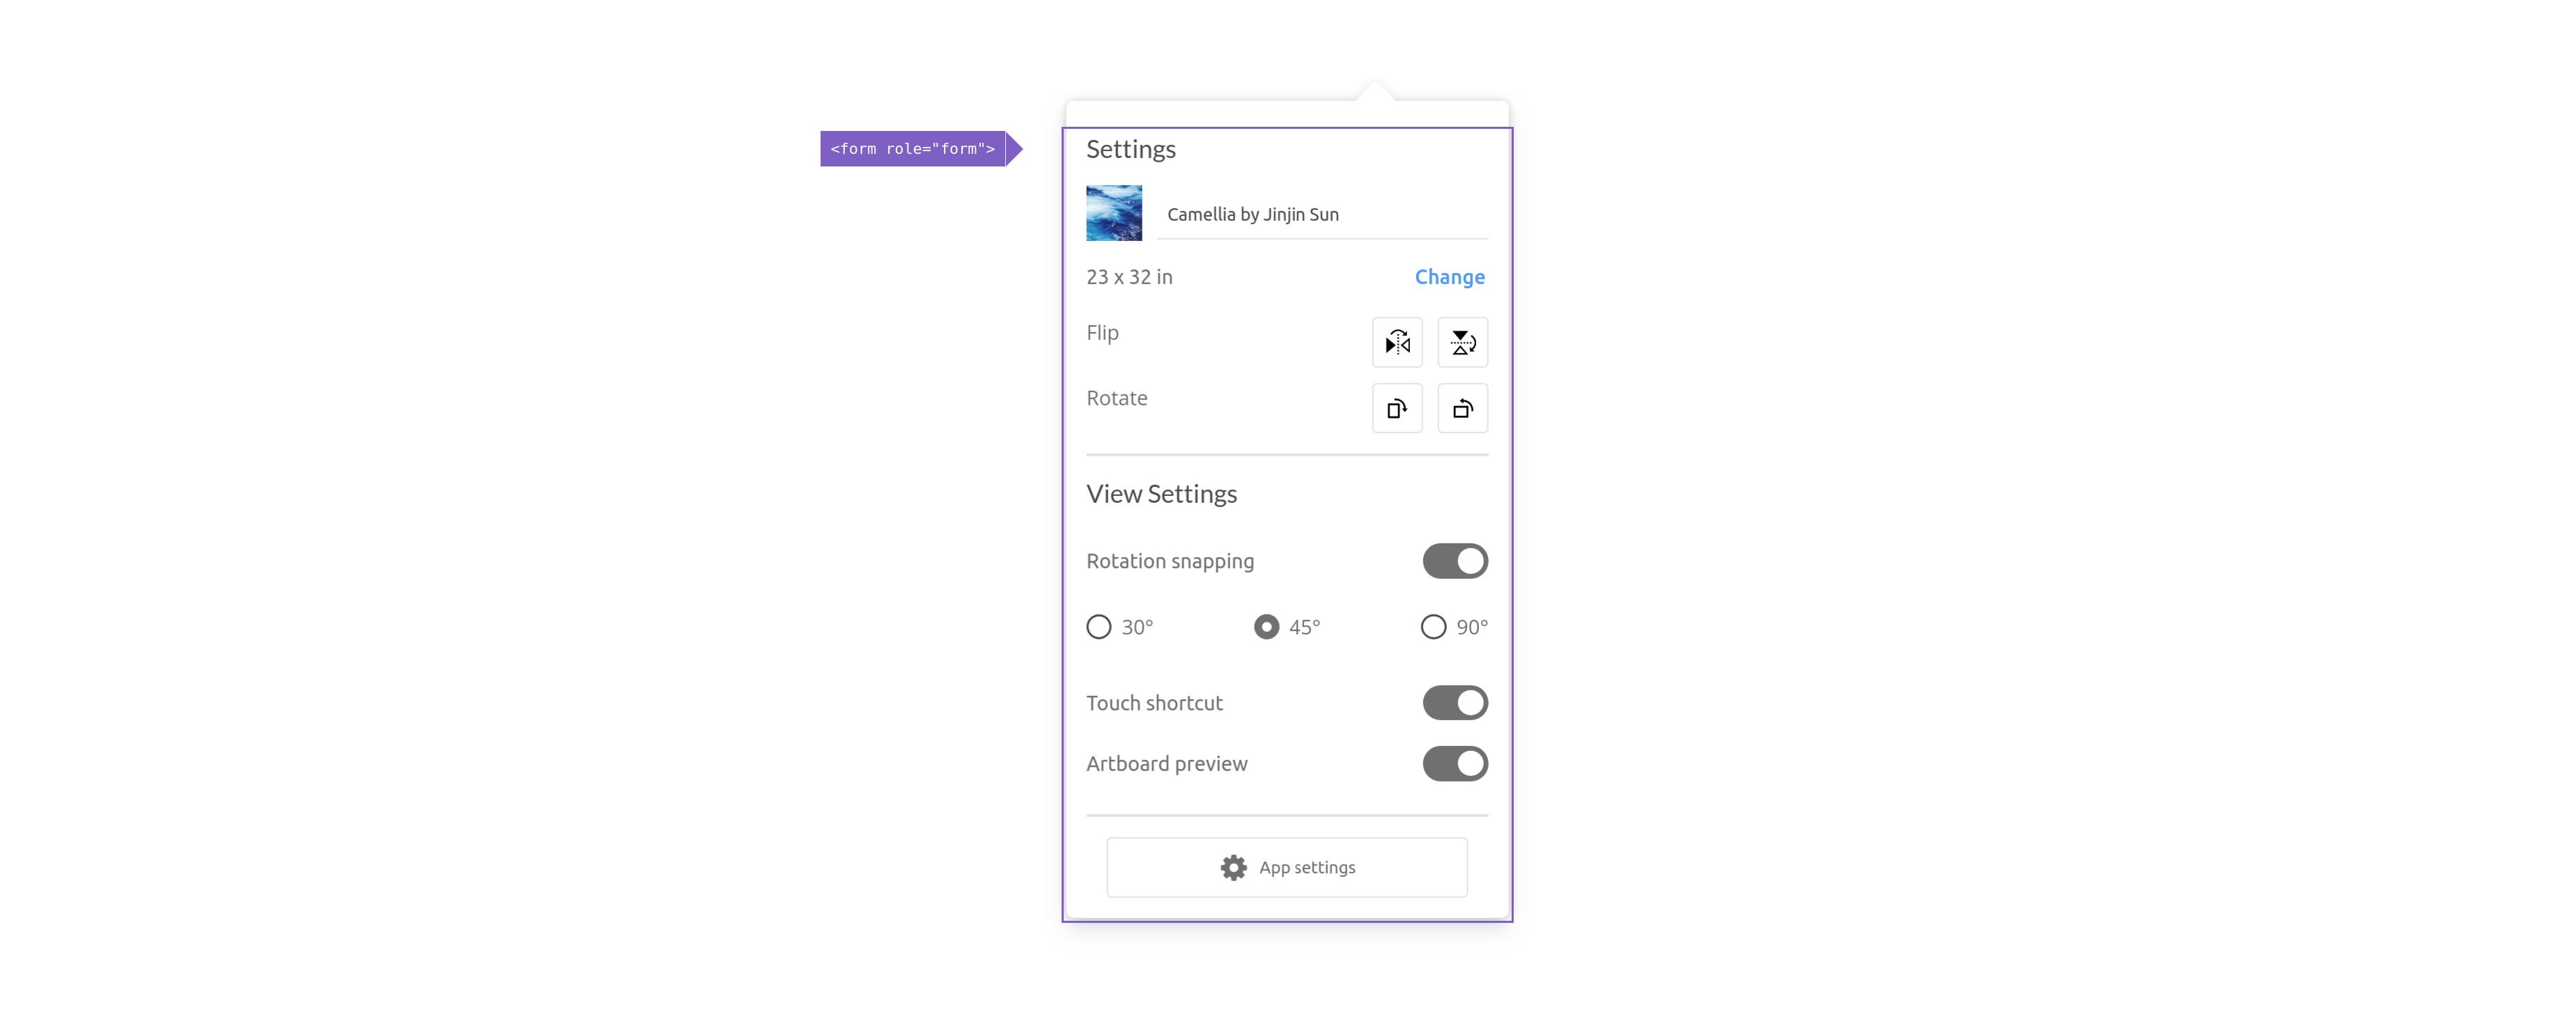 <form role="form">
Settings
Camellia by Jinjin Sun
23 x 32 in
Change
Flip
Rotate
View Settings
Rotation snapping
30° 45° 90°
Touch shortcut
Artboard preview
App settings